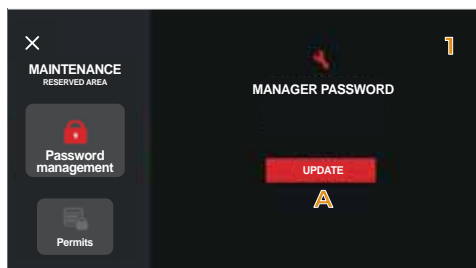 1
MAINTENANCE
RESERVED AREA
MANAGER PASSWORD
Password
management
UPDATE
A
Permits